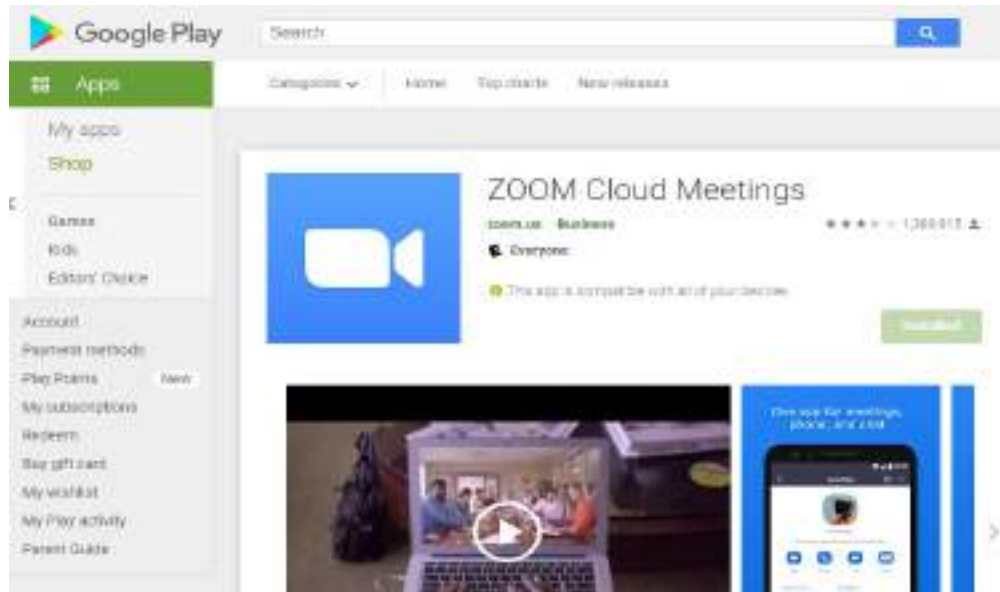 Google Play
Search
Apps
Categories
Home
Top charts
New releases
My apps
Shop
Games
Kids
Editors' Choice
Account
Payment methods
Play Points
New
My subscriptions
Redeem
Buy gift card
My wishlist
My Play activity
Parent Guide
ZOOM Cloud Meetings
zoom.us Business
Everyone
This app is compatible with all of your devices.
Installed
One app for meetings,
phone, and chat